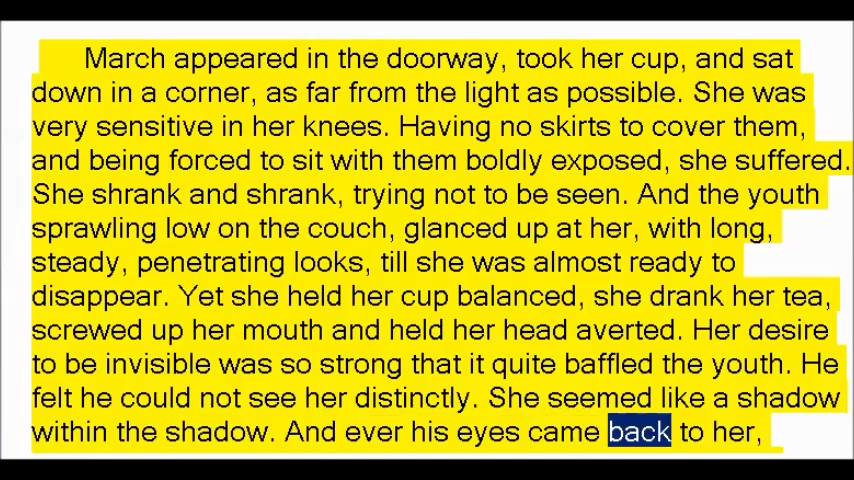 March appeared in the doorway, took her cup, and sat
down in a corner, as far from the light as possible. She was
very sensitive in her knees. Having no skirts to cover them,
and being forced to sit with them boldly exposed, she suffered.
She shrank and shrank, trying not to be seen. And the youth
sprawling low on the couch, glanced up at her, with long,
steady, penetrating looks, till she was almost ready to
disappear. Yet she held her cup balanced, she drank her tea,
screwed up her mouth and held her head averted. Her desire
to be invisible was so strong that it quite baffled the youth. He
felt he could not see her distinctly. She seemed like a shadow
within the shadow. And ever his eyes came back to her,